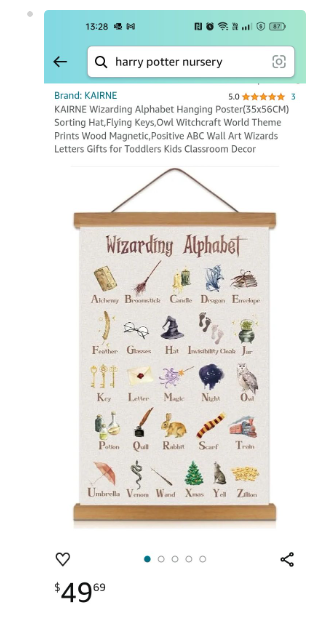 13:28
87
harry potter nursery
Brand: KAIRNE
5.0 3
KAIRNE Wizarding Alphabet Hanging Poster(35x56CM)
Sorting Hat,Flying Keys,Owl Witchcraft World Theme
Prints Wood Magnetic,Positive ABC Wall Art Wizards
Letters Gifts for Toddlers Kids Classroom Decor
Wizarding Alphabet
Alchemy Broomstick Candle Dragon Envelope
Feather Glasses Hat Invisibility Cloak Jar
Key Letter Magic Night Owl
Potion Quill Rabbit Scarf Train
Umbrella Venom Wand Xmas Yell Zillion
$4969